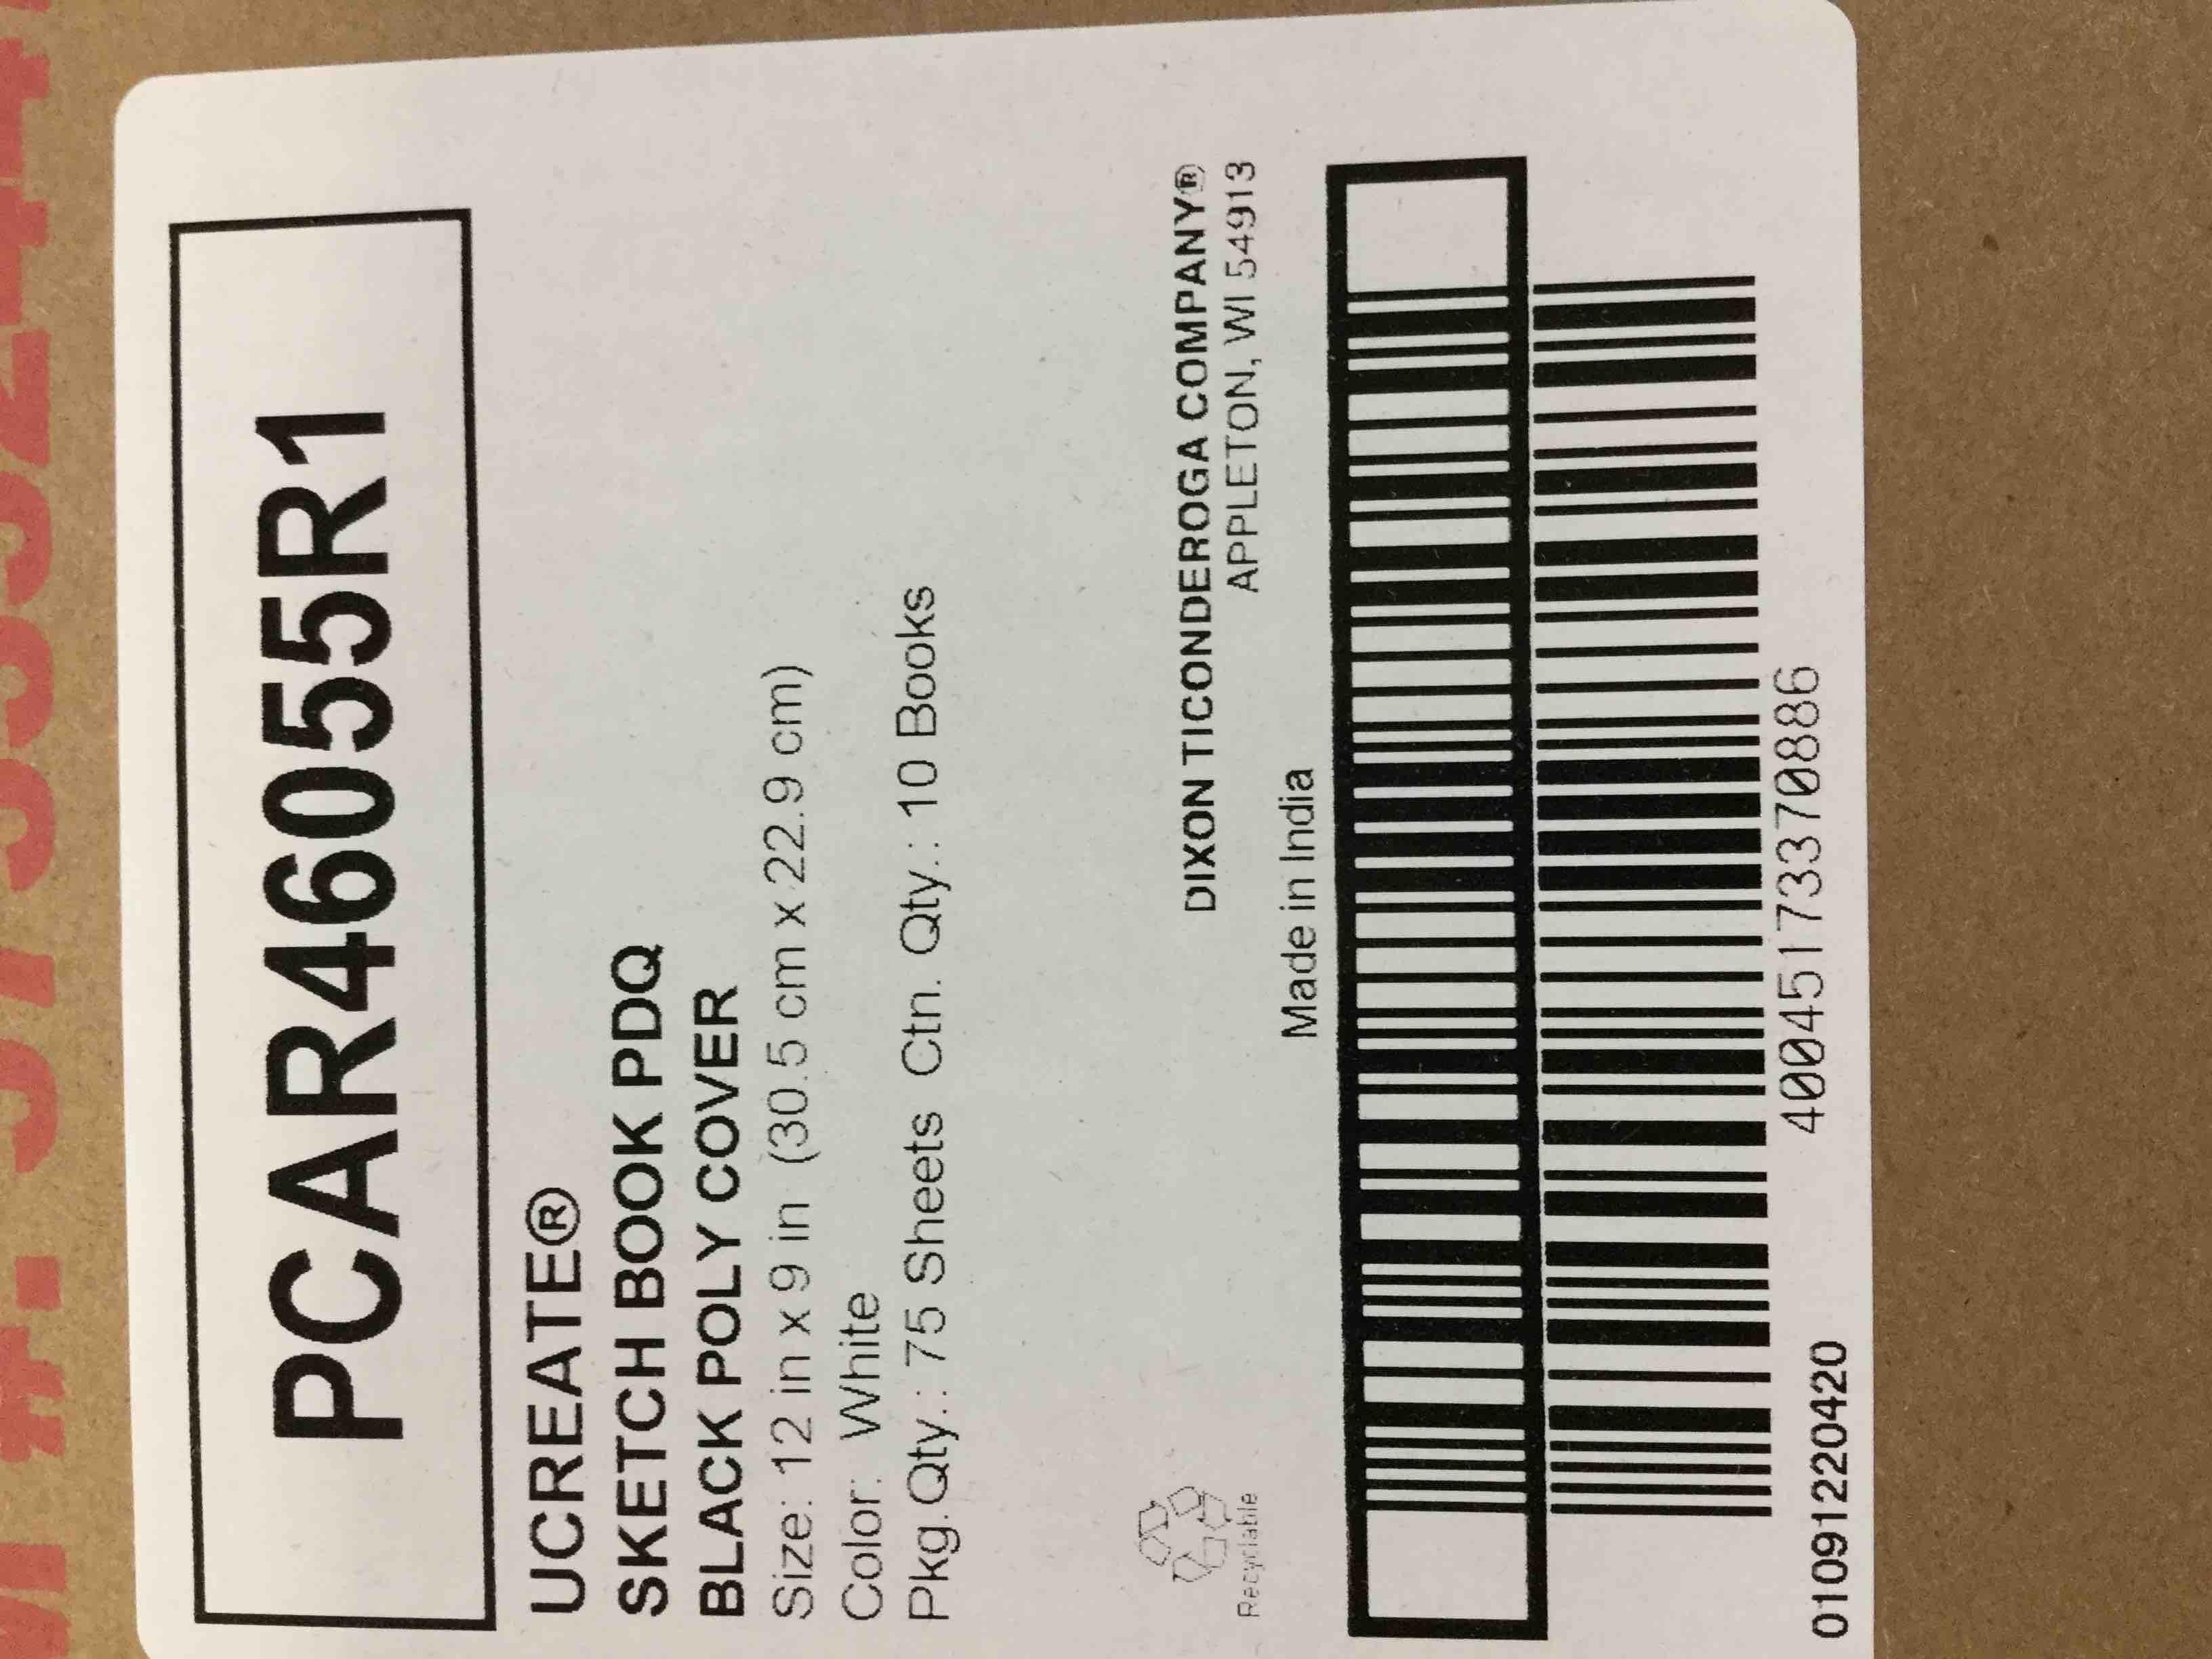 PCAR46055R1
UCREATE®
SKETCH BOOK PDQ
BLACK POLY COVER
Size: 12 in x 9 in (30.5 cm x 22.9 cm)
Color: White
Pkg.Qty.: 75 Sheets Ctn. Qty.: 10 Books
DIXON TICONDEROGA COMPANY®
APPLETON, WI 54913
Recyclable
Made in India
40045173370886
01091220420